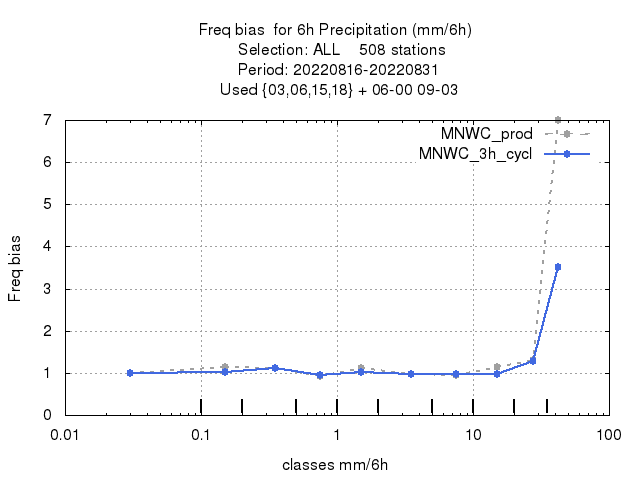 Freq bias  for 6h Precipitation (mm/6h)
Selection: ALL    508 stations
Period: 20220816-20220831
Used {03,06,15,18} + 06-00 09-03
MNWC_prod
MNWC_3h_cycl
7
6
5
4
3
2
1
0
Freq bias
0.01 0.1 1 10 100
classes mm/6h